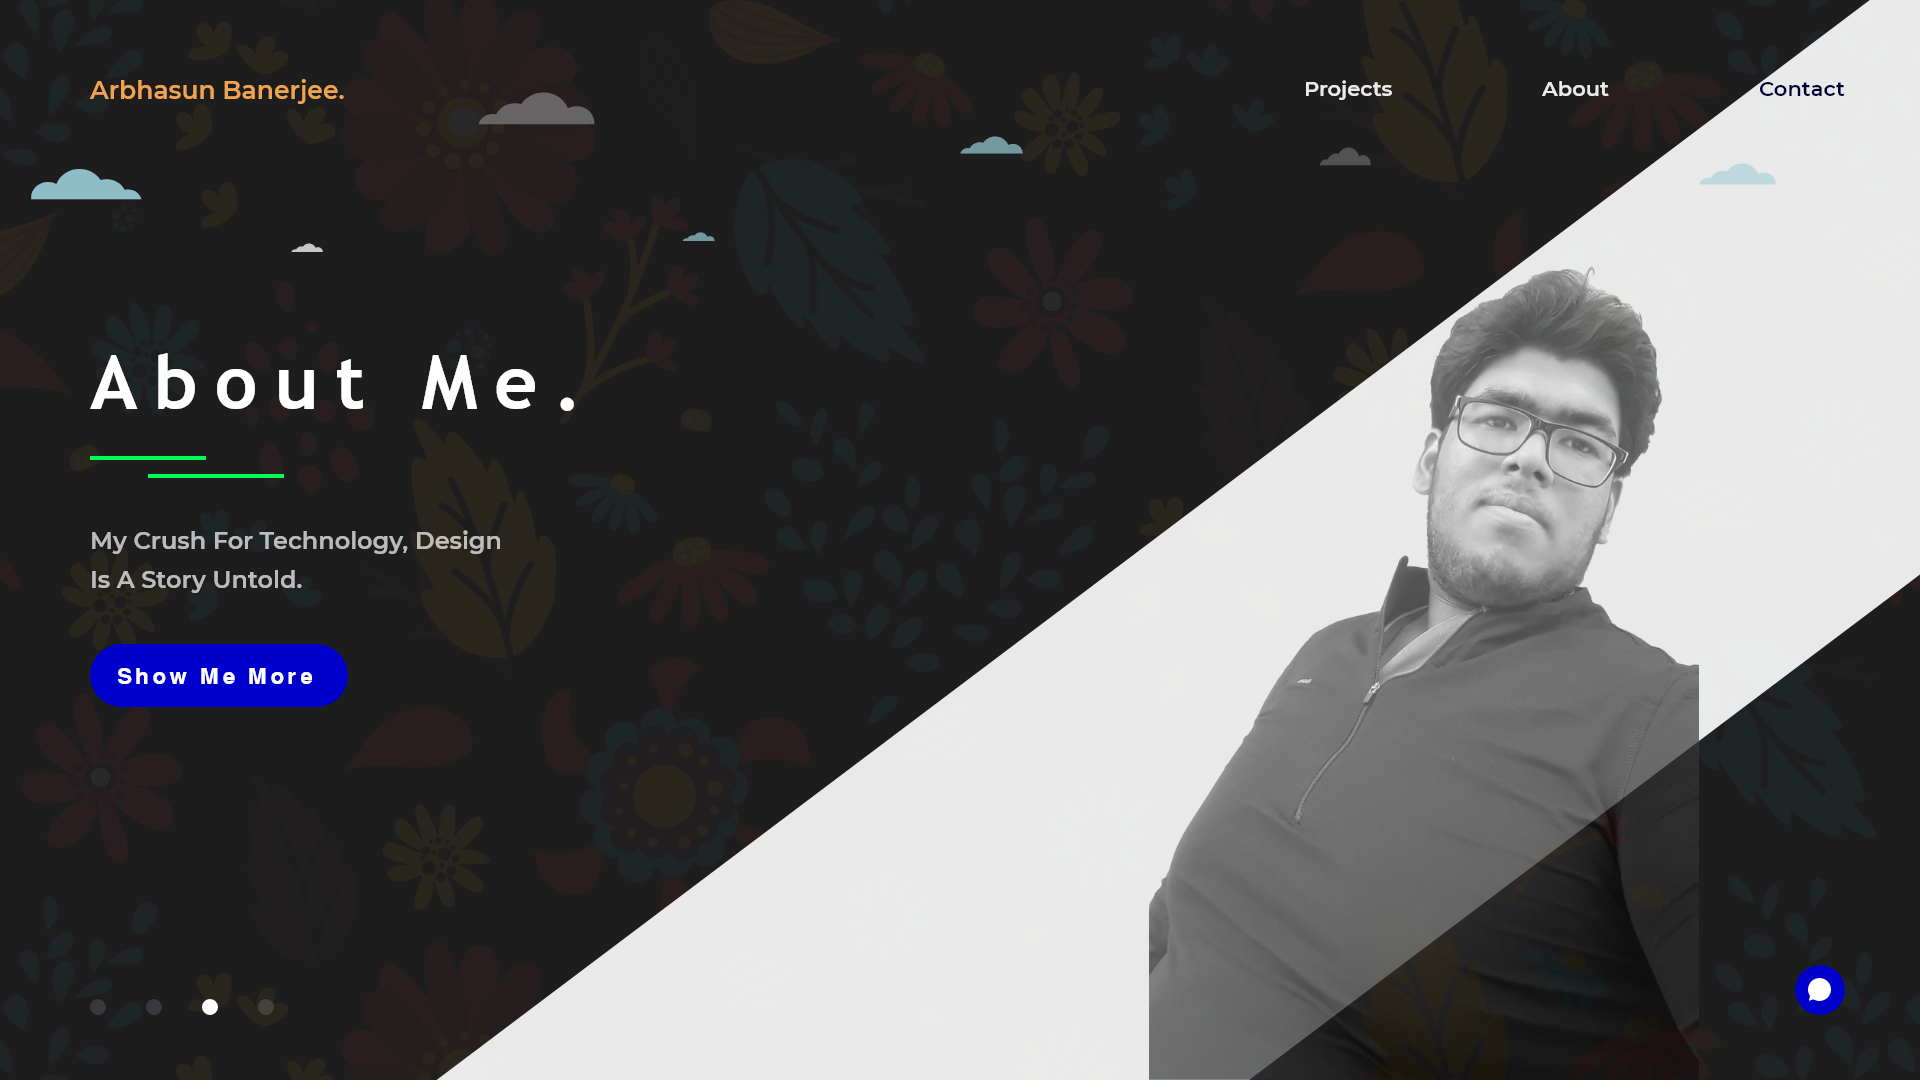 Arbhasun Banerjee.
Projects
About
Contact
About Me.
My Crush For Technology, Design
Is A Story Untold.
Show Me More